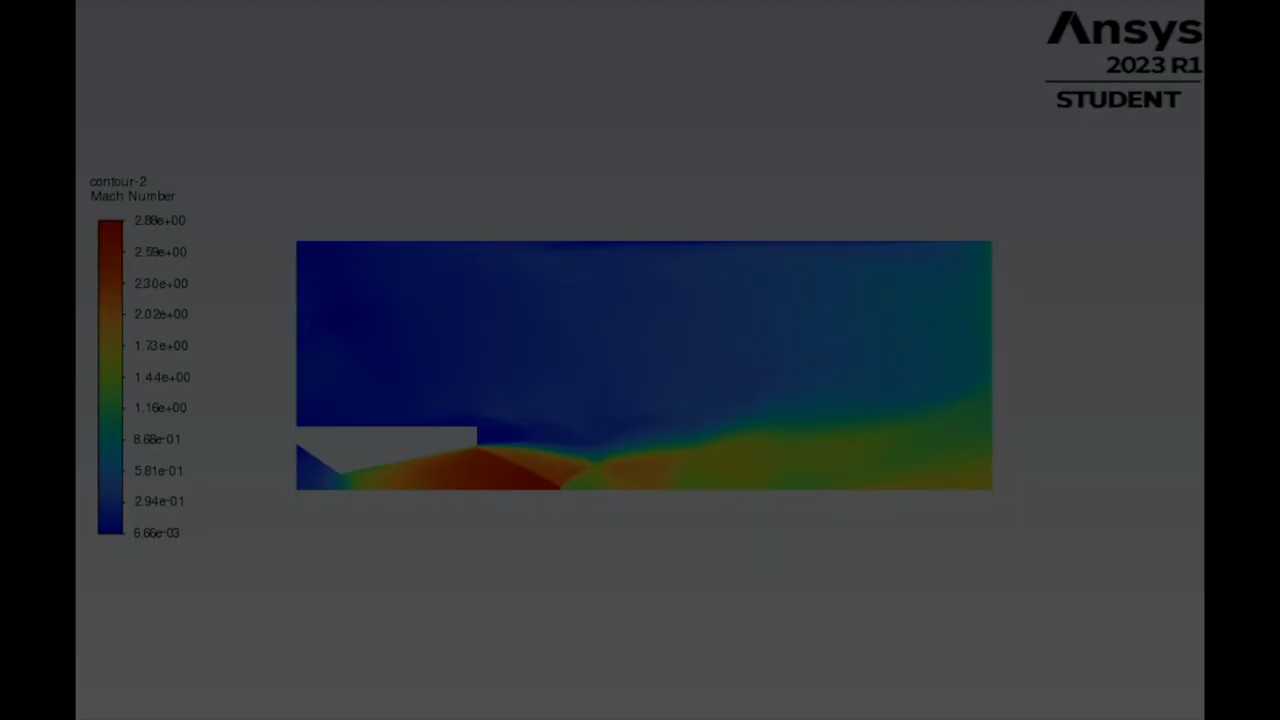 Ansys
2023 R1
STUDENT
contour-2
Mach Number
2.88e+00
2.59e+00
2.30e+00
2.02e+00
1.73e+00
1.44e+00
1.16e+00
8.68e-01
5.81e-01
2.94e-01
6.66e-03